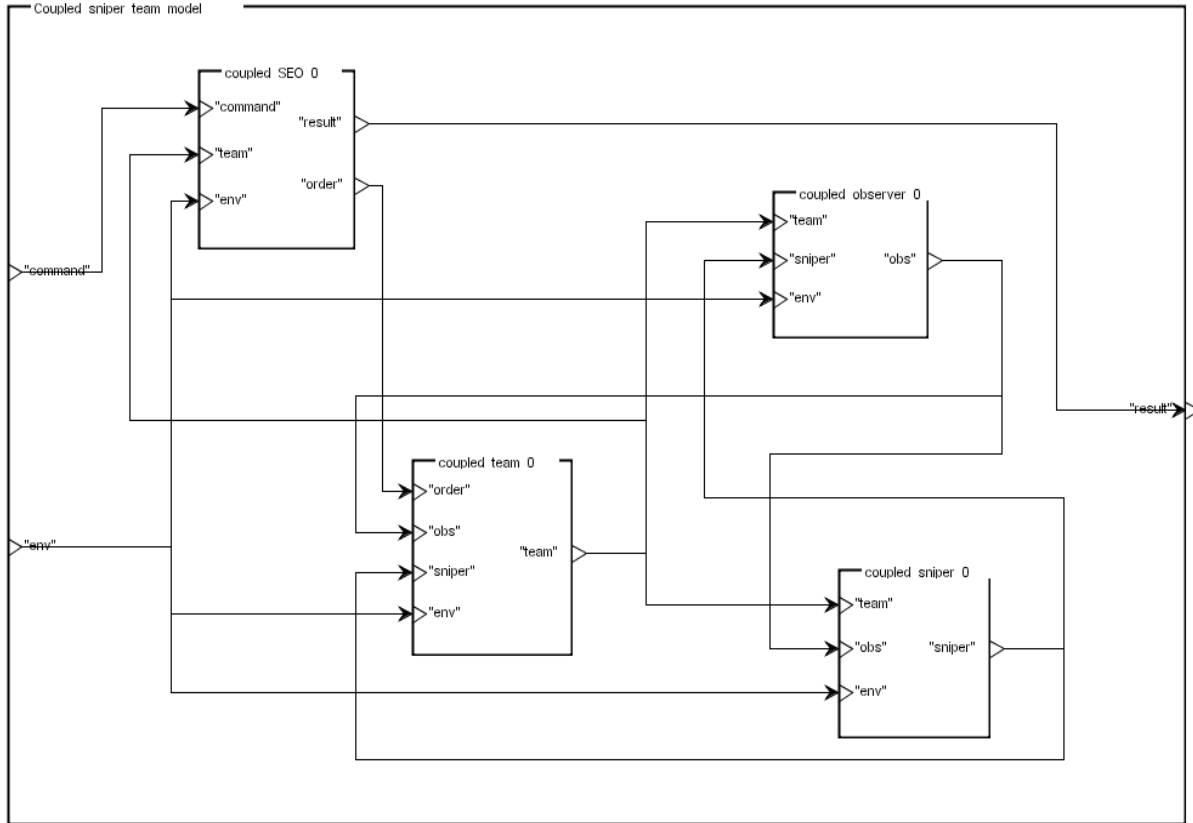 Coupled sniper team model
coupled SEO 0
"command"
"result"
"team"
"order"
"env"
"command"
coupled observer 0
"team"
"sniper"
"obs"
"env"
"result"
coupled team 0
"order"
"obs"
"team"
"sniper"
"env"
"env"
coupled sniper 0
"team"
"obs"
"sniper"
"env"